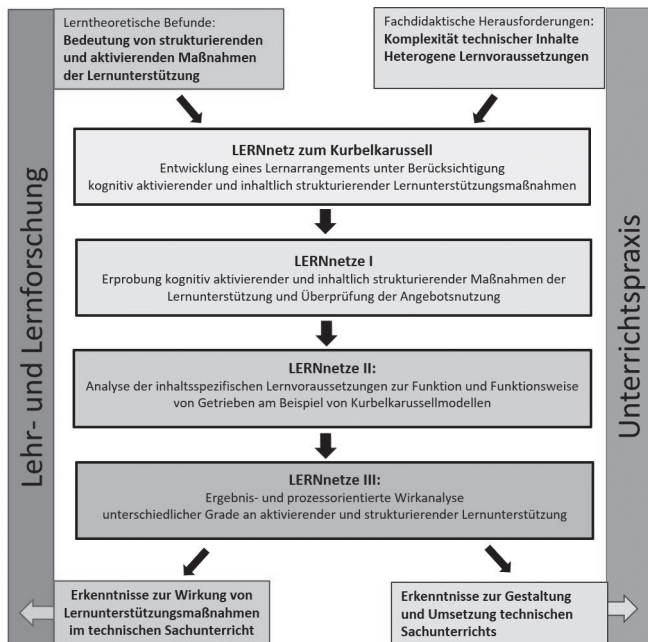 Lehr- und Lernforschung
Lerntheoretische Befunde:
Bedeutung von strukturierenden
und aktivierenden Maßnahmen
der Lernunterstützung
Fachdidaktische Herausforderungen:
Komplexität technischer Inhalte
Heterogene Lernvoraussetzungen
Unterrichtspraxis
LERNnetz zum Kurbelkarussell
Entwicklung eines Lernarrangements unter Berücksichtigung
kognitiv aktivierender und inhaltlich strukturierender Lernunterstützungsmaßnahmen
LERNnetze I
Erprobung kognitiv aktivierender und inhaltlich strukturierender Maßnahmen der
Lernunterstützung und Überprüfung der Angebotsnutzung
LERNnetze II:
Analyse der inhaltsspezifischen Lernvoraussetzungen zur Funktion und Funktionsweise
von Getrieben am Beispiel von Kurbelkarussellmodellen
LERNnetze III:
Ergebnis- und prozessorientierte Wirkanalyse
unterschiedlicher Grade an aktivierender und strukturierender Lernunterstützung
Erkenntnisse zur Wirkung von
Lernunterstützungsmaßnahmen
im technischen Sachunterricht
Erkenntnisse zur Gestaltung
und Umsetzung technischen
Sachunterrichts